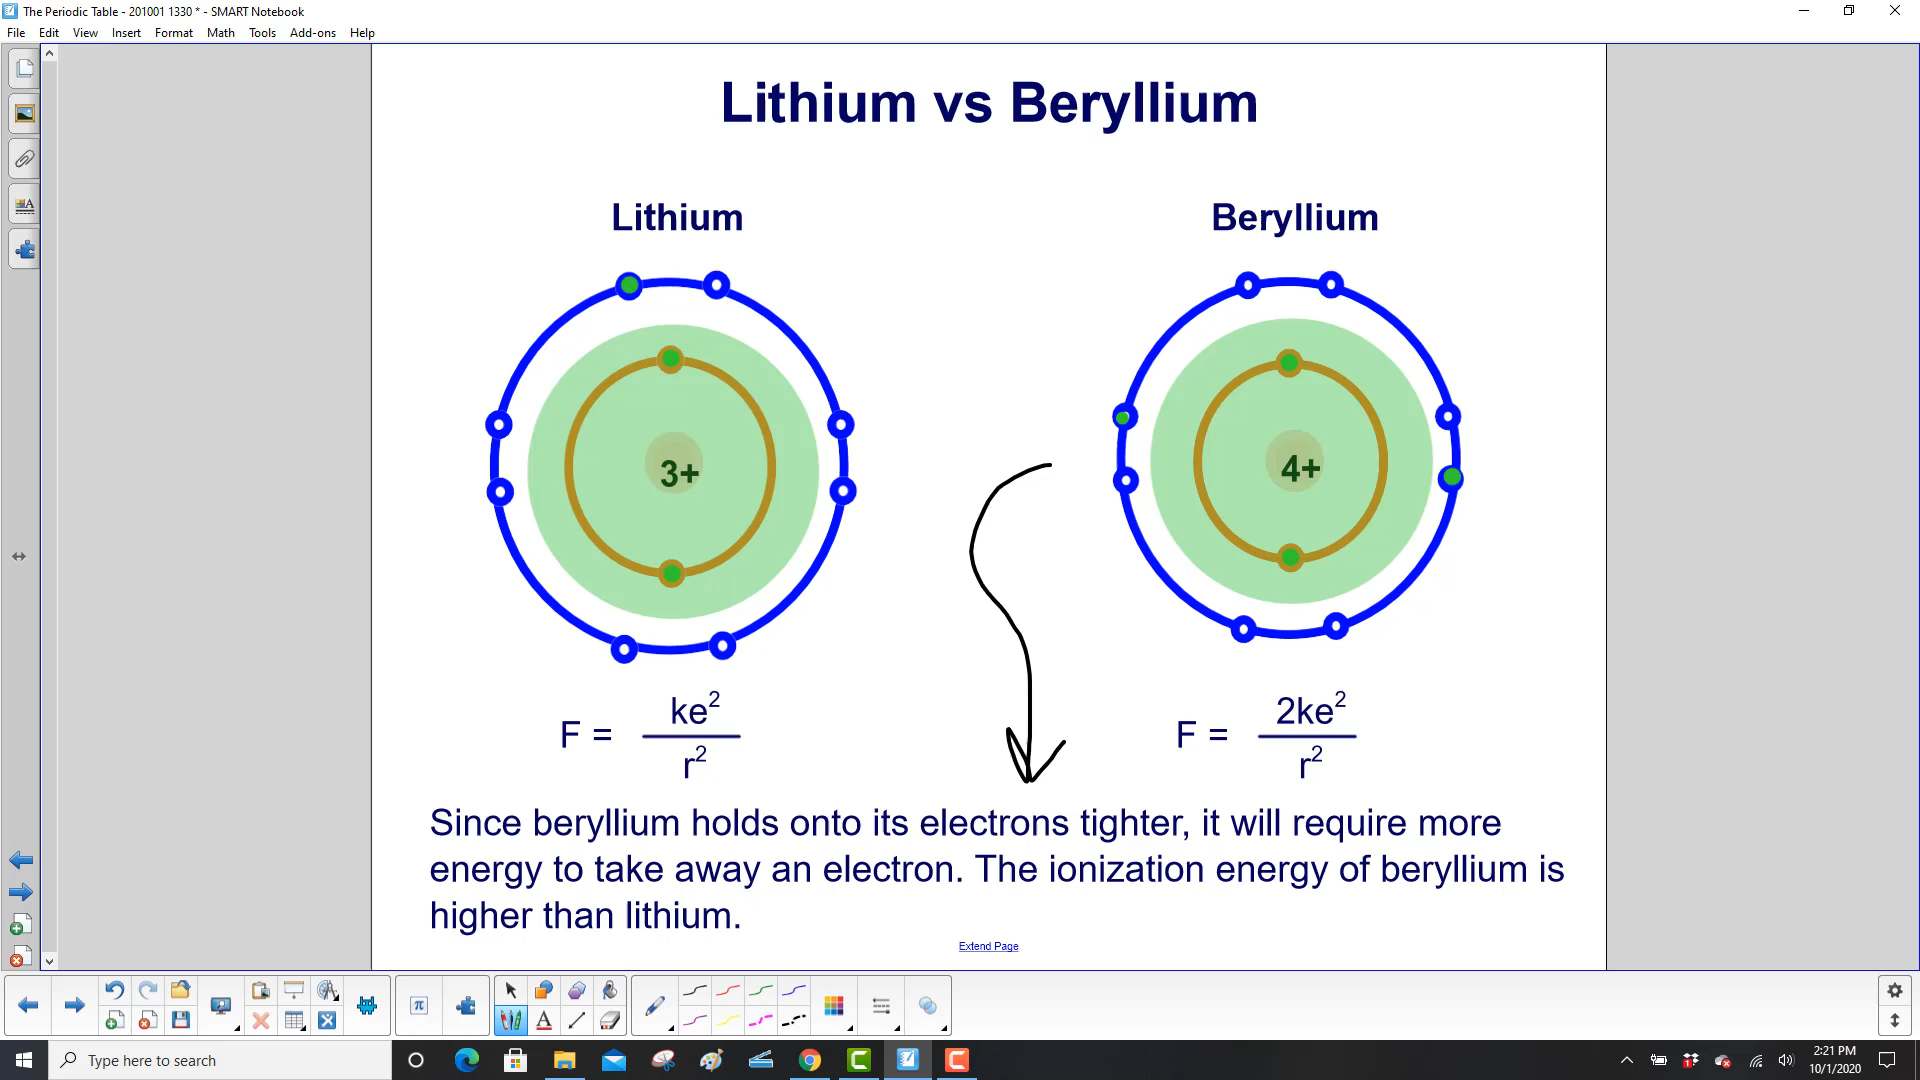 The Periodic Table - 201001 1330 * - SMART Notebook
File Edit View Insert Format Math Tools Add-ons Help
Lithium vs Beryllium
Lithium Beryllium
3+ 4+
F = ke²/r² F = 2ke²/r²
Since beryllium holds onto its electrons tighter, it will require more
energy to take away an electron. The ionization energy of beryllium is
higher than lithium.
Extend Page
π A
Type here to search
2:21 PM
10/1/2020